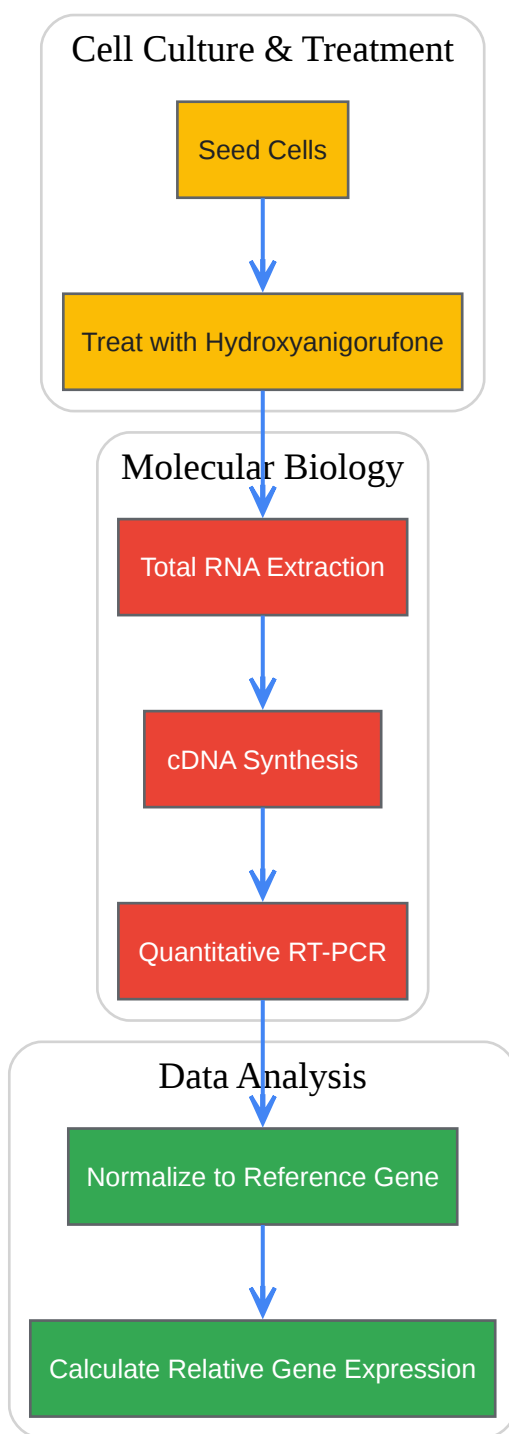 Cell Culture & Treatment
Seed Cells
Treat with Hydroxyanigorufone
Molecular Biology
Total RNA Extraction
cDNA Synthesis
Quantitative RT-PCR
Data Analysis
Normalize to Reference Gene
Calculate Relative Gene Expression